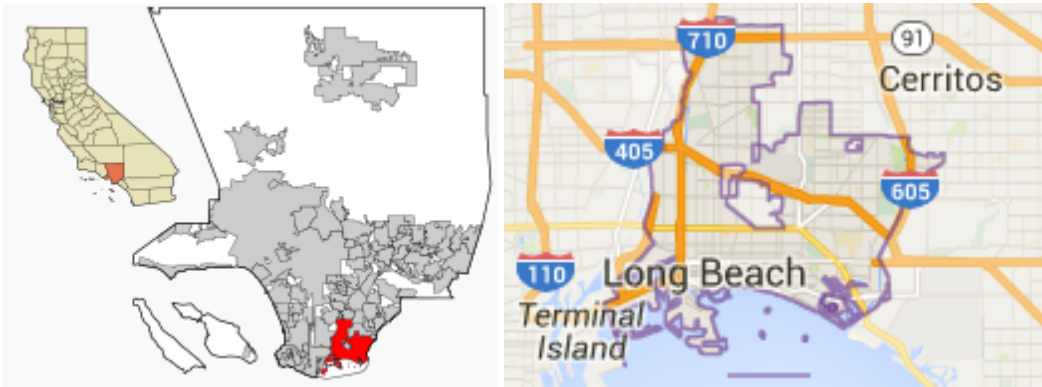 710
91
Cerritos
405
605
110
Long Beach
Terminal
Island